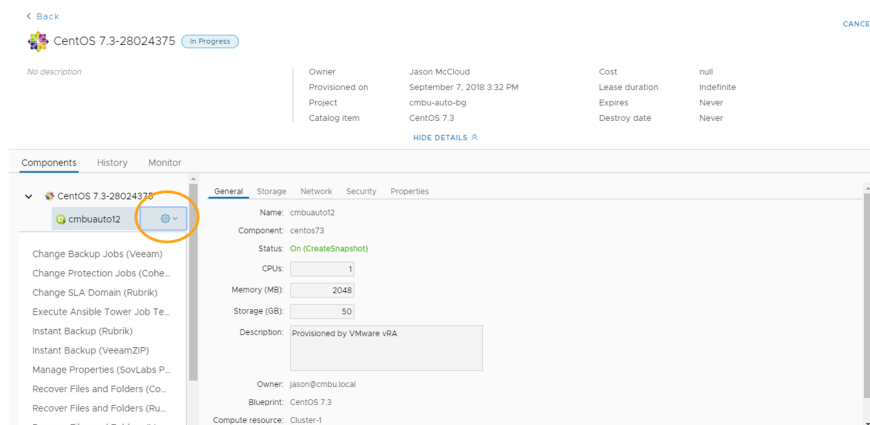 Back
CANCE
CentOS 7.3-28024375 In Progress
No description
Owner Jason McCloud Cost null
Provisioned on September 7, 2018 3:32 PM Lease duration Indefinite
Project cmbu-auto-bg Expires Never
Catalog item CentOS 7.3 Destroy date Never
HIDE DETAILS
Components History Monitor
CentOS 7.3-28024375
cmbuauto12
Change Backup Jobs (Veeam)
Change Protection Jobs (Cohe...
Change SLA Domain (Rubrik)
Execute Ansible Tower Job Te...
Instant Backup (Rubrik)
Instant Backup (VeeamZIP)
Manage Properties (SovLabs P...
Recover Files and Folders (Co...
Recover Files and Folders (Ru...
General Storage Network Security Properties
Name: cmbuauto12
Component: centos73
Status: On (CreateSnapshot)
CPUs: 1
Memory (MB): 2048
Storage (GB): 50
Description: Provisioned by VMware vRA
Owner: jason@cmbu.local
Blueprint: CentOS 7.3
Compute resource: Cluster-1